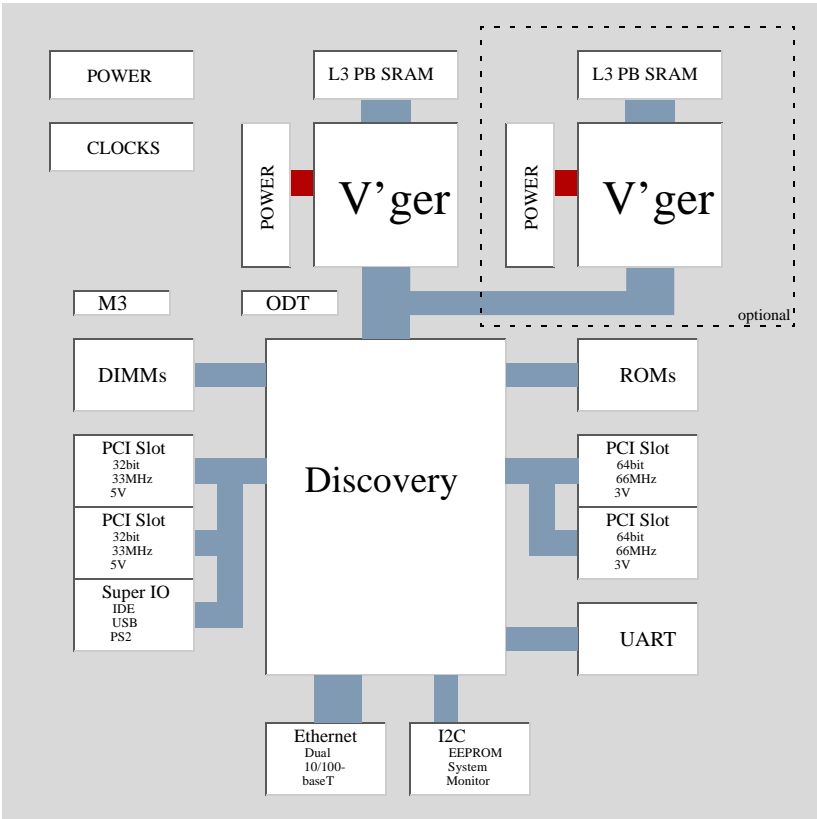 POWER
L3 PB SRAM
L3 PB SRAM
CLOCKS
POWER
V’ger
POWER
V’ger
M3
ODT
optional
DIMMs
ROMs
PCI Slot
32bit
33MHz
5V
PCI Slot
32bit
33MHz
5V
Super IO
IDE
USB
PS2
Discovery
PCI Slot
64bit
66MHz
3V
PCI Slot
64bit
66MHz
3V
UART
Ethernet
Dual
10/100-
baseT
I2C
EEPROM
System
Monitor